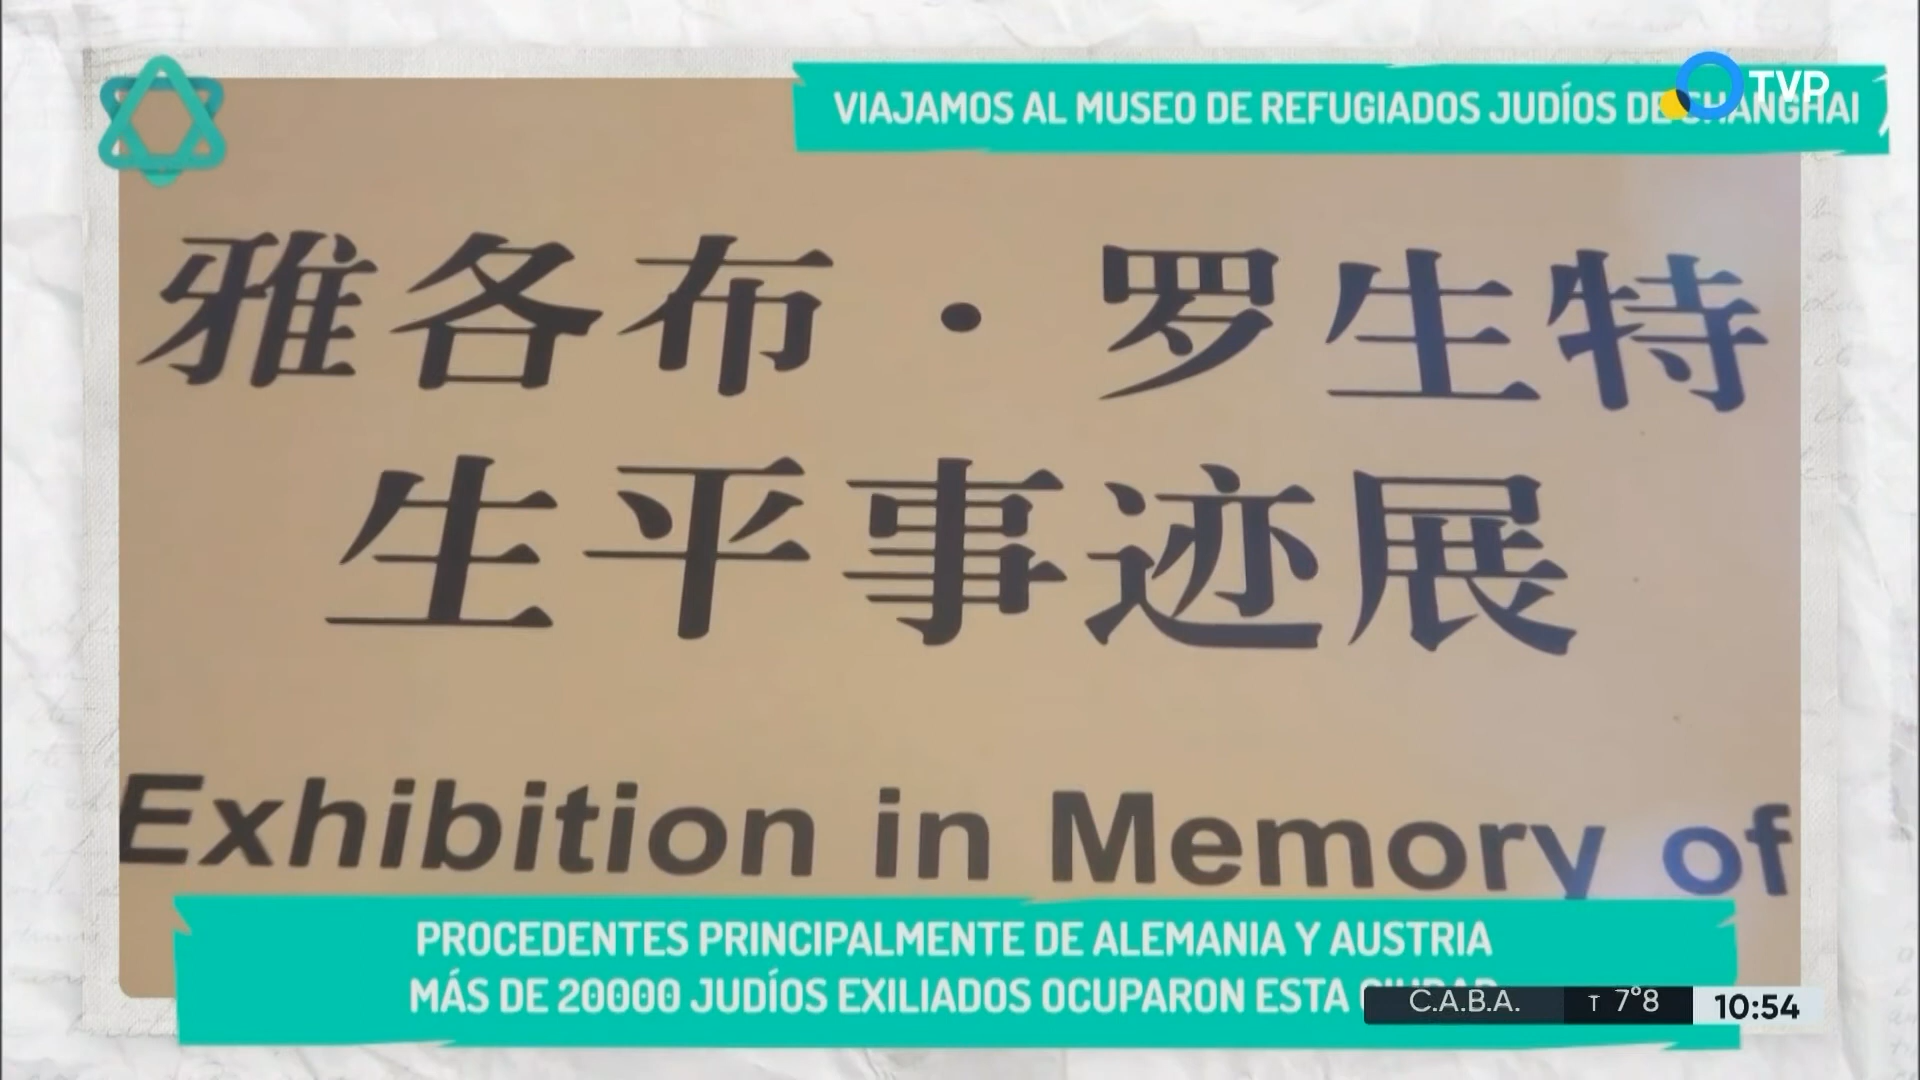 VIAJAMOS AL MUSEO DE REFUGIADOS JUDÍOS DE SHANGHAI
TVP
雅各布·罗生特
生平事迹展
Exhibition in Memory of
PROCEDENTES PRINCIPALMENTE DE ALEMANIA Y AUSTRIA
MÁS DE 20000 JUDÍOS EXILIADOS OCUPARON ESTA CIUDAD
C.A.B.A. T 7°8 10:54